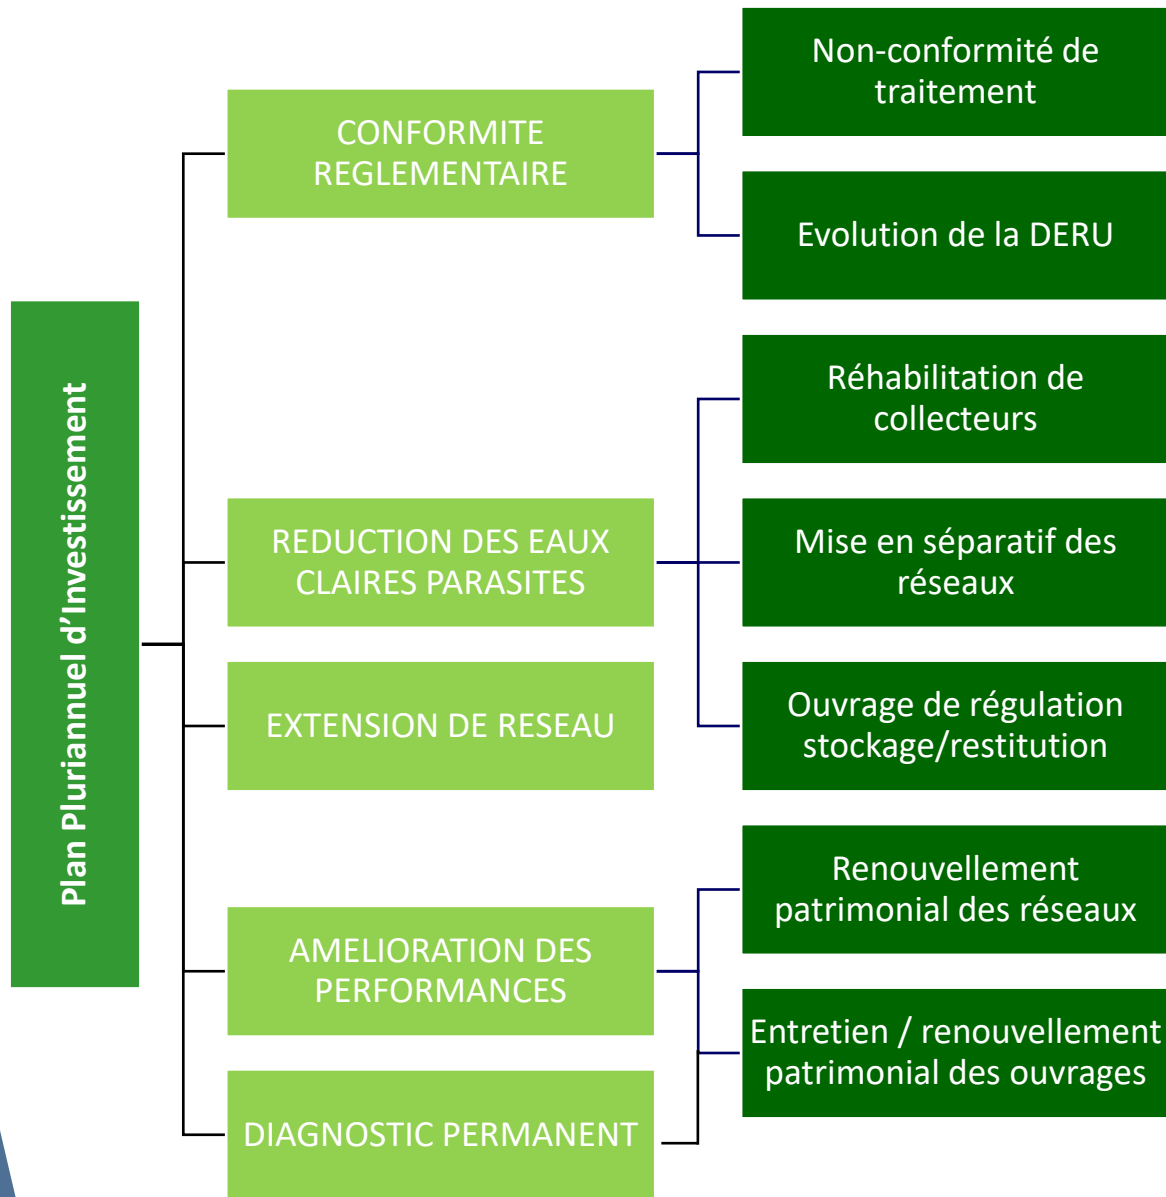 Plan Pluriannuel d’Investissement
CONFORMITE
REGLEMENTAIRE
Non-conformité de
traitement
Evolution de la DERU
REDUCTION DES EAUX
CLAIRES PARASITES
Réhabilitation de
collecteurs
Mise en séparatif des
réseaux
Ouvrage de régulation
stockage/restitution
EXTENSION DE RESEAU
AMELIORATION DES
PERFORMANCES
Renouvellement
patrimonial des réseaux
Entretien / renouvellement
patrimonial des ouvrages
DIAGNOSTIC PERMANENT